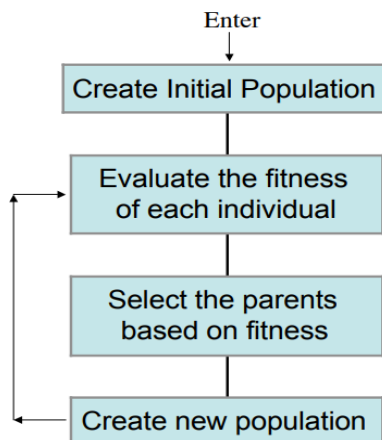 Enter
Create Initial Population
Evaluate the fitness
of each individual
Select the parents
based on fitness
Create new population